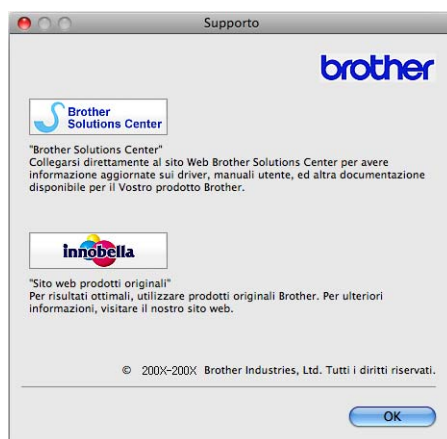 Supporto
brother
Brother
Solutions Center
"Brother Solutions Center"
Collegarsi direttamente al sito Web Brother Solutions Center per avere
informazione aggiornate sui driver, manuali utente, ed altra documentazione
disponibile per il Vostro prodotto Brother.
innobella
"Sito web prodotti originali"
Per risultati ottimali, utilizzare prodotti originali Brother. Per ulteriori
informazioni, visitare il nostro sito web.
© 200X-200X Brother Industries, Ltd. Tutti i diritti riservati.
OK